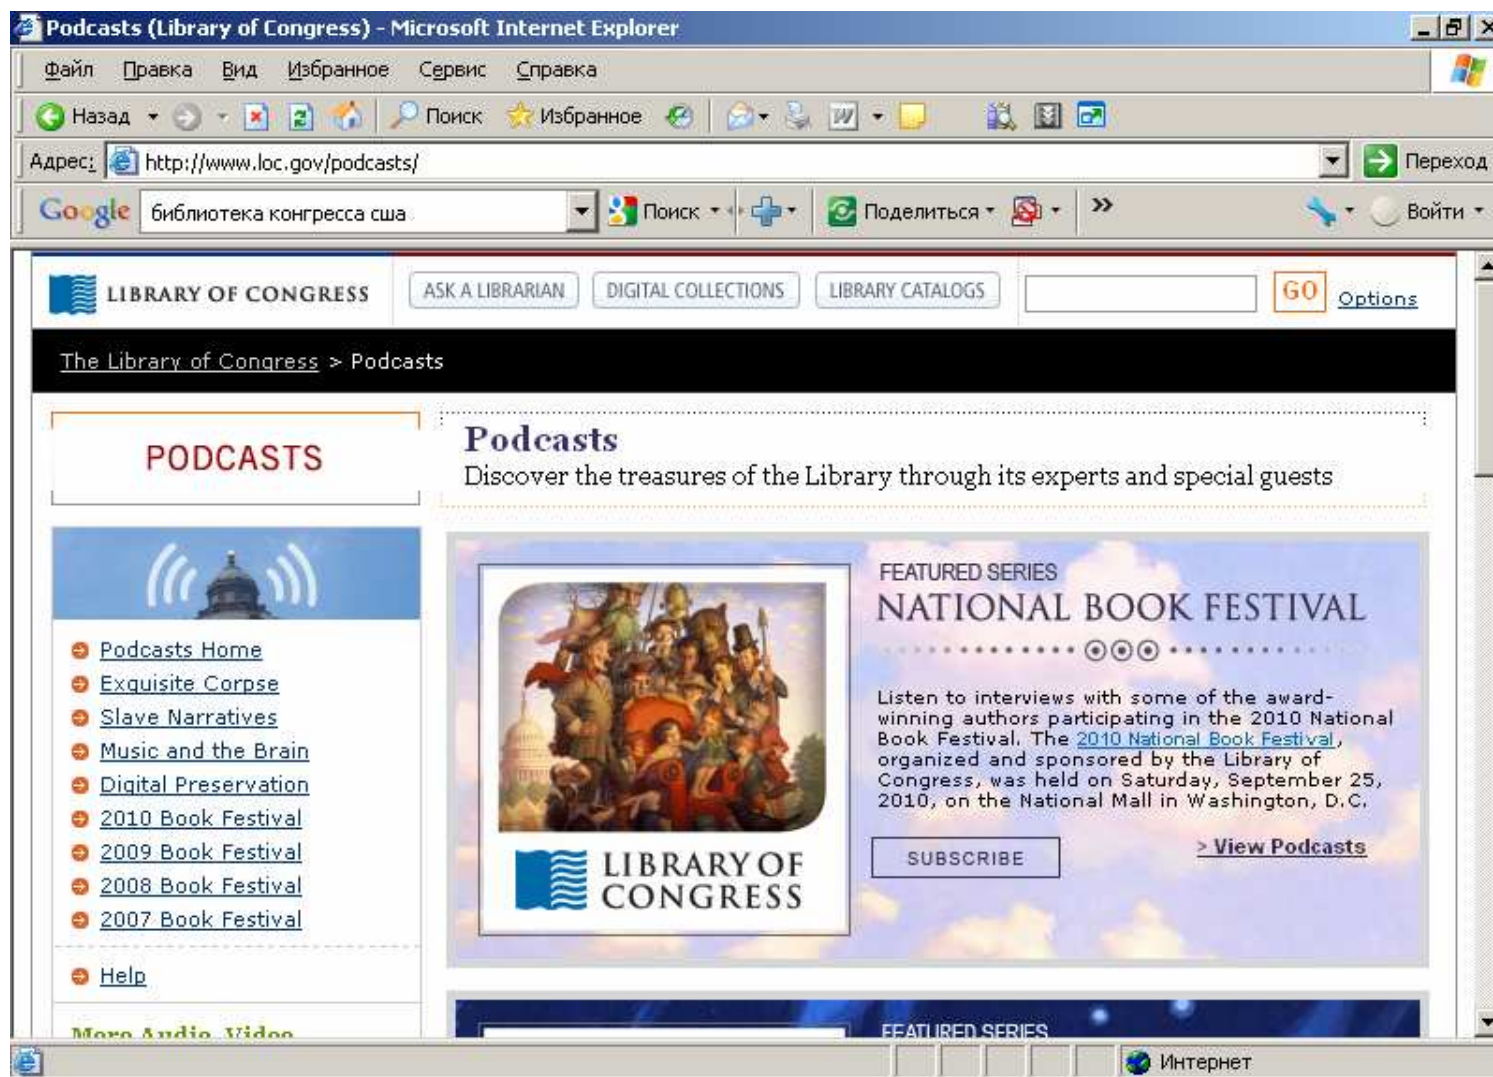 Podcasts (Library of Congress) - Microsoft Internet Explorer
Файл Правка Вид Избранное Сервис Справка
Назад Поиск Избранное
Адрес: http://www.loc.gov/podcasts/ Переход
Google библиотека конгресса сша Поиск Поделиться » Войти
LIBRARY OF CONGRESS ASK A LIBRARIAN DIGITAL COLLECTIONS LIBRARY CATALOGS GO Options
The Library of Congress > Podcasts
PODCASTS
Podcasts Home
Exquisite Corpse
Slave Narratives
Music and the Brain
Digital Preservation
2010 Book Festival
2009 Book Festival
2008 Book Festival
2007 Book Festival
Help
More Audio, Video
Podcasts
Discover the treasures of the Library through its experts and special guests
LIBRARY OF
CONGRESS
FEATURED SERIES
NATIONAL BOOK FESTIVAL
Listen to interviews with some of the award-
winning authors participating in the 2010 National
Book Festival. The 2010 National Book Festival,
organized and sponsored by the Library of
Congress, was held on Saturday, September 25,
2010, on the National Mall in Washington, D.C.
SUBSCRIBE
> View Podcasts
FEATURED SERIES
Интернет